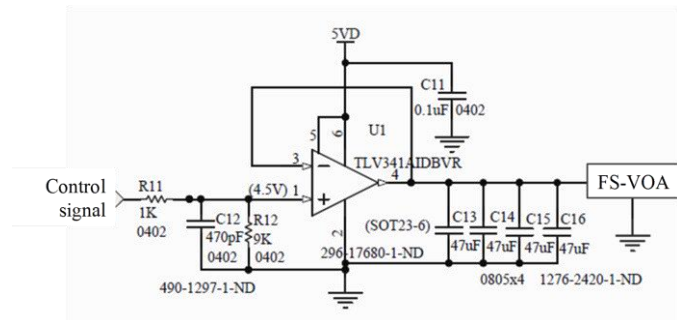 5VD
C11
0.1uF 0402
5
6
U1
3
TLV341AIDBVR
4
Control
signal
R11
1K
0402
(4.5V) 1
C12
470pF
0402
R12
9K
0402
2
(SOT23-6)
C13
47uF
C14
47uF
C15
47uF
C16
47uF
FS-VOA
296-17680-1-ND
490-1297-1-ND
0805x4 1276-2420-1-ND